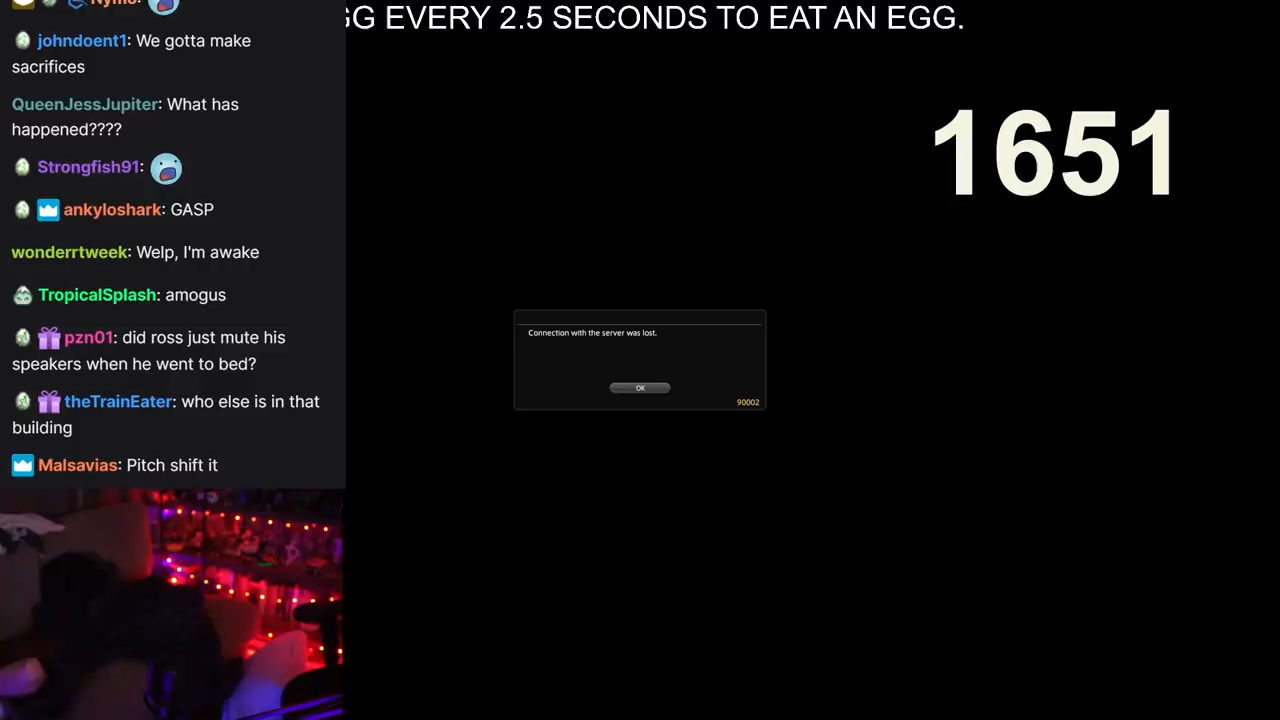 GG EVERY 2.5 SECONDS TO EAT AN EGG.
Nymo:
johndoent1: We gotta make
sacrifices
QueenJessJupiter: What has
happened????
Strongfish91:
ankyloshark: GASP
wonderrtweek: Welp, I'm awake
TropicalSplash: amogus
pzn01: did ross just mute his
speakers when he went to bed?
theTrainEater: who else is in that
building
Malsavias: Pitch shift it
1651
Connection with the server was lost.
OK
90002